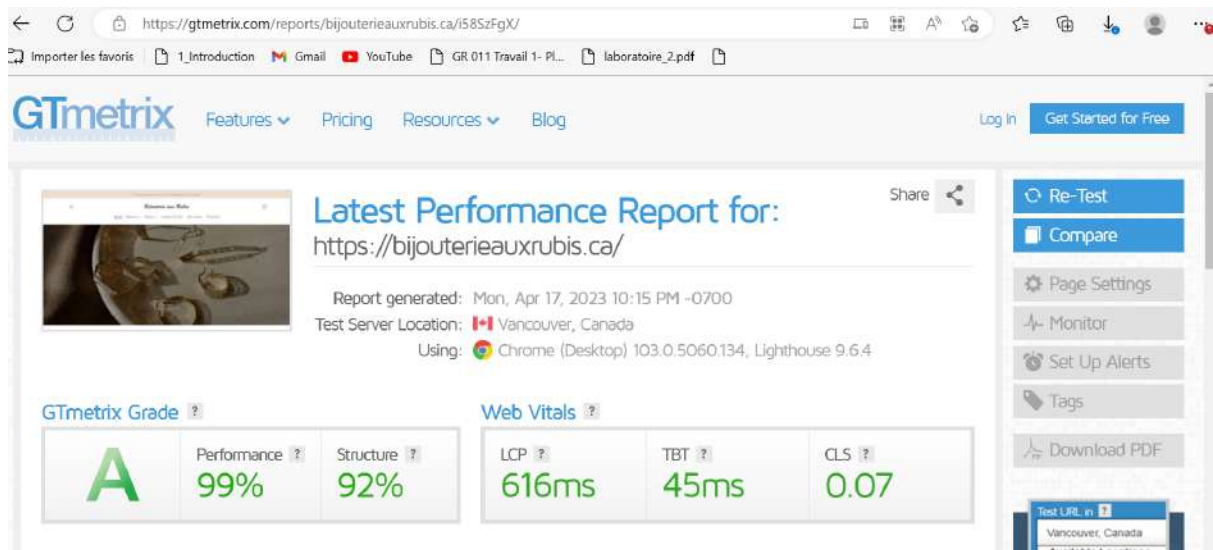 https://gtmetrix.com/reports/bijouterieauxrubis.ca/i58SzFgX/
Importer les favoris 1_Introduction Gmail YouTube GR 011 Travail 1- Pl... laboratoire_2.pdf
GTmetrix Features Pricing Resources Blog Log In Get Started for Free
Latest Performance Report for:
https://bijouterieauxrubis.ca/
Share
Report generated: Mon, Apr 17, 2023 10:15 PM -0700
Test Server Location: Vancouver, Canada
Using: Chrome (Desktop) 103.0.5060.134, Lighthouse 9.6.4
Re-Test
Compare
Page Settings
Monitor
Set Up Alerts
Tags
Download PDF
GTmetrix Grade ?
A
Performance ?
99%
Structure ?
92%
Web Vitals ?
LCP ?
616ms
TBT ?
45ms
CLS ?
0.07
Test URL in ?
Vancouver, Canada